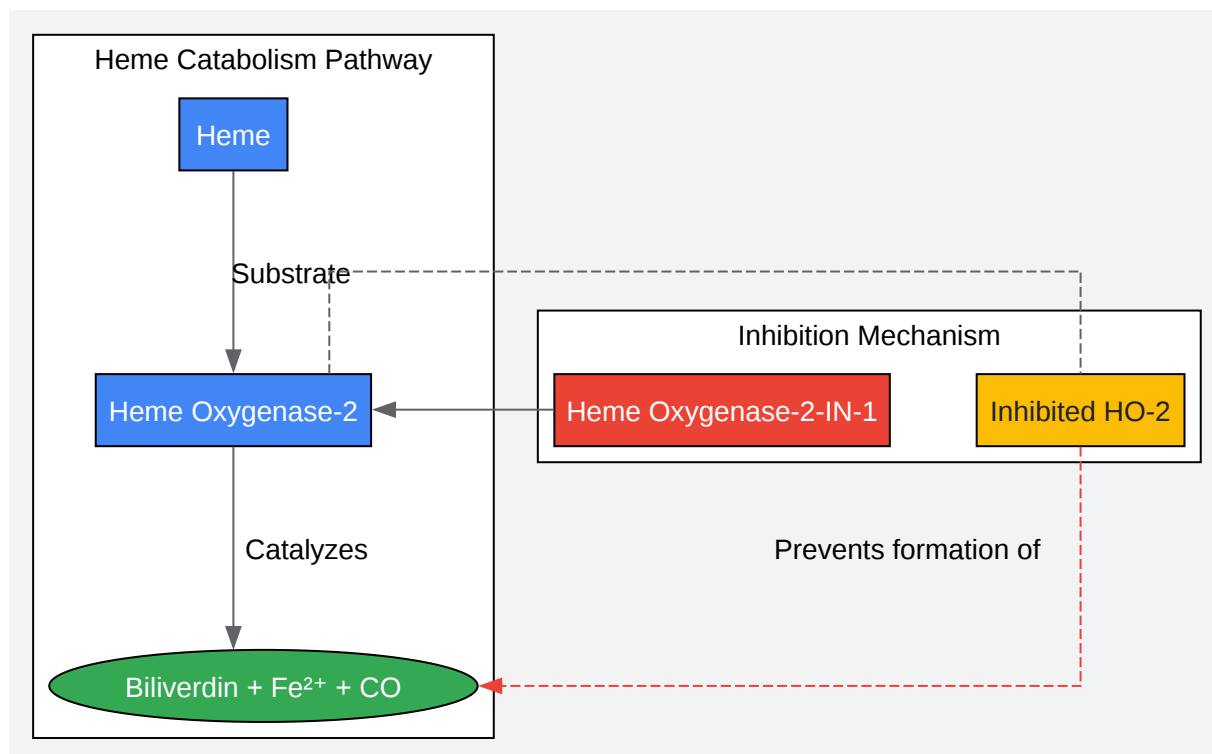 Heme Catabolism Pathway
Heme
Substrate
Inhibition Mechanism
Heme Oxygenase-2
Heme Oxygenase-2-IN-1
Inhibited HO-2
Catalyzes
Prevents formation of
Biliverdin + Fe²⁺ + CO